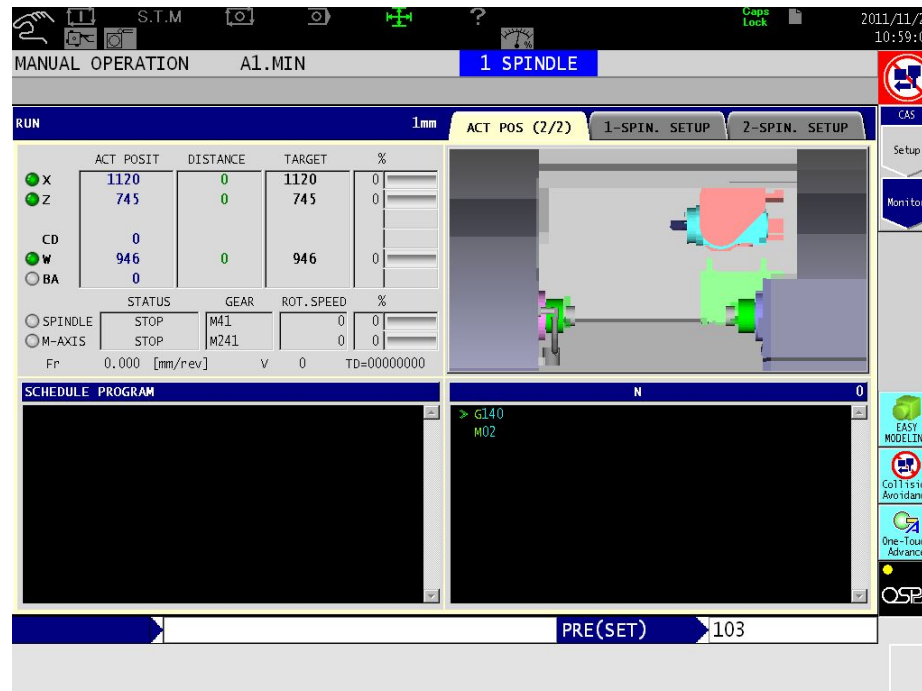 S.T.M ? Caps Lock 2011/11/2
10:59:0
MANUAL OPERATION A1.MIN 1 SPINDLE
CAS
RUN 1mm ACT POS (2/2) 1-SPIN. SETUP 2-SPIN. SETUP
Setup
ACT POSIT DISTANCE TARGET %
X 1120 0 1120 0
Z 745 0 745 0
Monitor
CD 0
W 946 0 946 0
BA 0
STATUS GEAR ROT.SPEED %
SPINDLE STOP M41 0 0
M-AXIS STOP M241 0 0
Fr 0.000 [mm/rev] V 0 TD=00000000
SCHEDULE PROGRAM N 0
> G140
M02
EASY
MODELIN
Collisio
Avoidanc
One-Touc
Advance
OSP
PRE(SET) 103